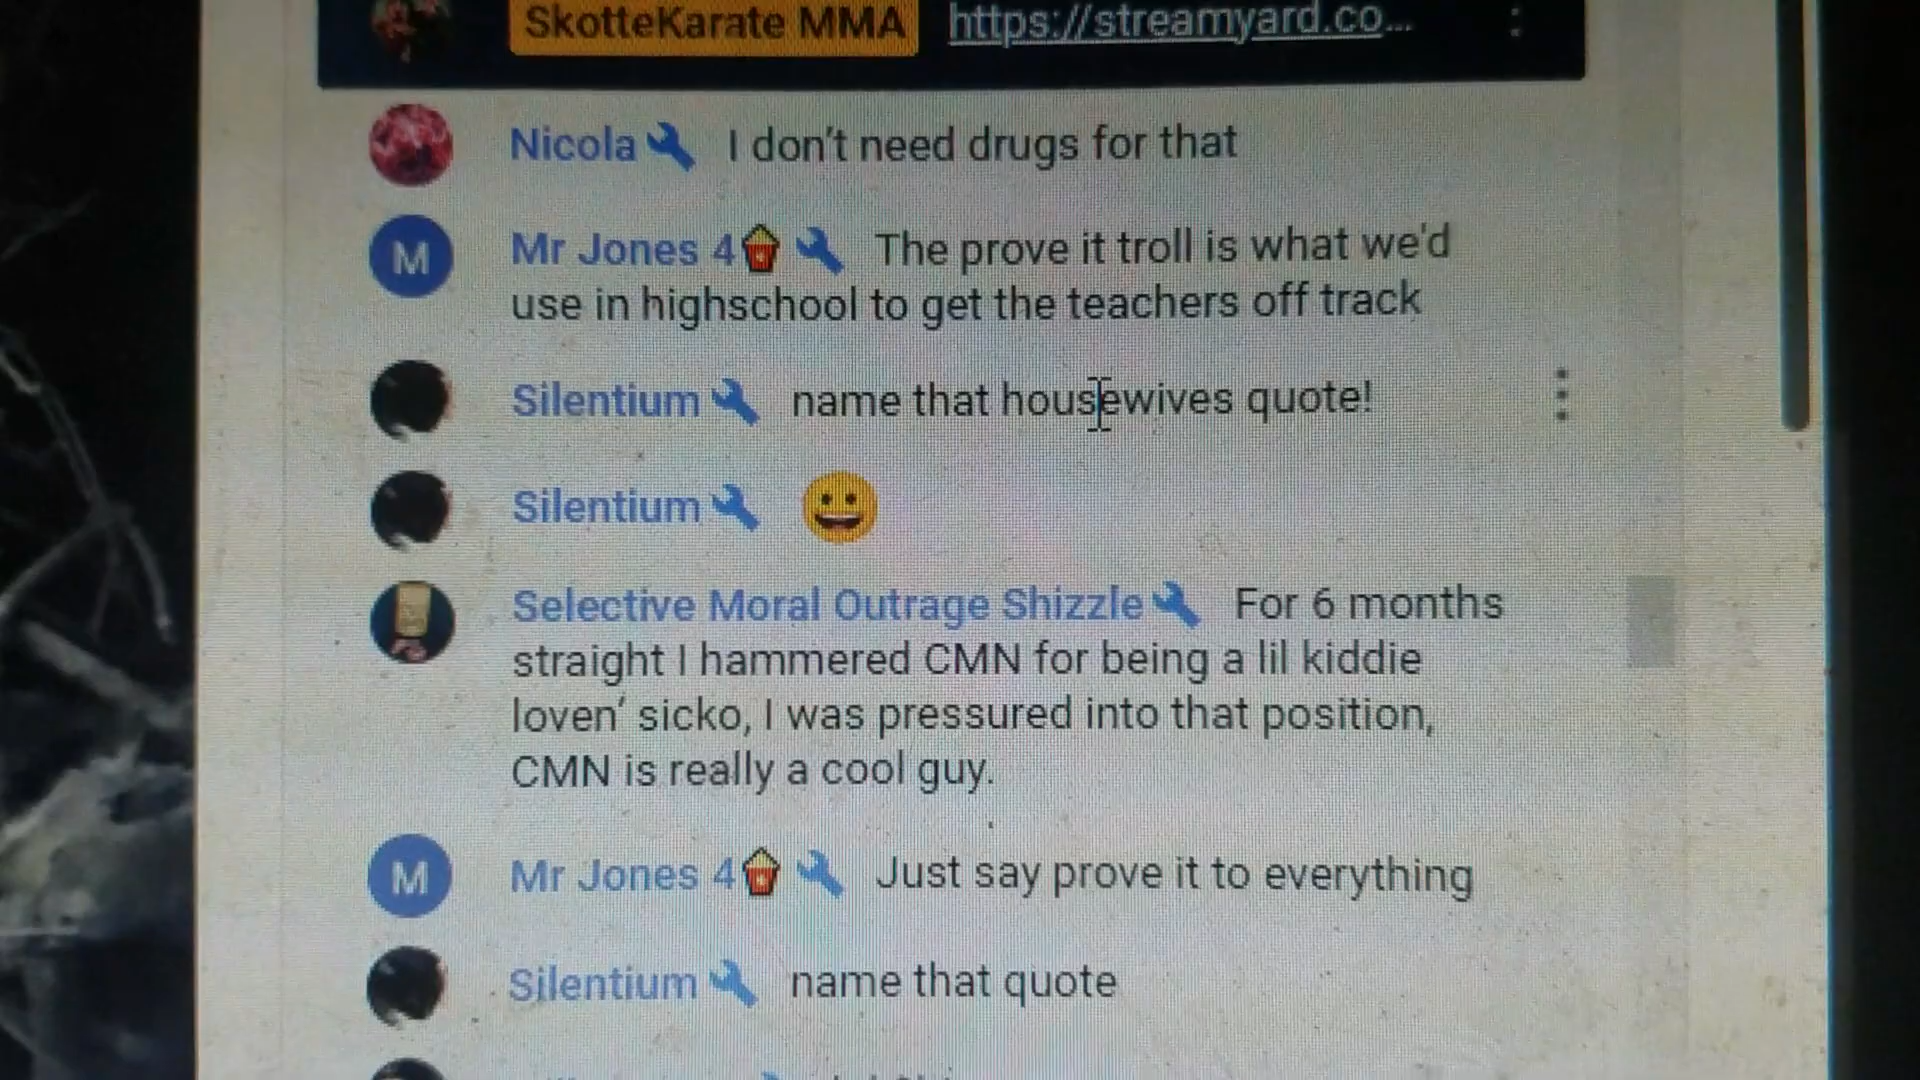 SkotteKarate MMA https://streamyard.co...
Nicola I don't need drugs for that
Mr Jones 4🍿 The prove it troll is what we'd
use in highschool to get the teachers off track
Silentium name that housewives quote!
Silentium 😀
M
Selective Moral Outrage Shizzle For 6 months
straight I hammered CMN for being a lil kiddie
loven' sicko, I was pressured into that position,
CMN is really a cool guy.
M
Mr Jones 4🍿 Just say prove it to everything
Silentium name that quote